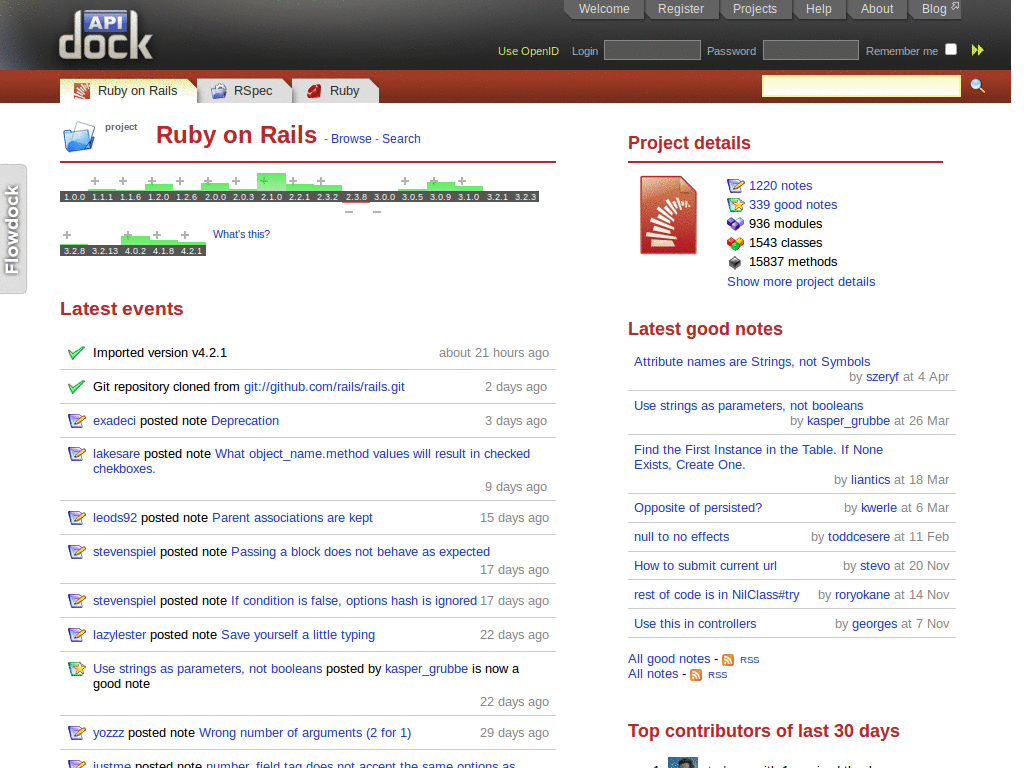 API dock
Welcome Register Projects Help About Blog
Use OpenID Login Password Remember me
Ruby on Rails RSpec Ruby
project Ruby on Rails - Browse - Search
1.0.0 1.1.1 1.1.6 1.2.0 2.0.0 2.0.3 2.1.0 2.2.1 2.3.2 2.3.8 3.0.0 3.0.5 3.0.9 3.1.0 3.2.1 3.2.3
3.2.8 3.2.13 4.0.2 4.1.8 4.2.1 What's this?
Flowdock
Latest events
Imported version v4.2.1 about 21 hours ago
Git repository cloned from git://github.com/rails/rails.git 2 days ago
exadeci posted note Deprecation 3 days ago
lakesare posted note What object_name.method values will result in checked
chekboxes.
9 days ago
leods92 posted note Parent associations are kept 15 days ago
stevenspiel posted note Passing a block does not behave as expected
17 days ago
stevenspiel posted note If condition is false, options hash is ignored 17 days ago
lazylester posted note Save yourself a little typing 22 days ago
Use strings as parameters, not booleans posted by kasper_grubbe is now a
good note
22 days ago
yozzz posted note Wrong number of arguments (2 for 1) 29 days ago
justme posted note number_field tag does not accept the same options as
Project details
1220 notes
339 good notes
936 modules
1543 classes
15837 methods
Show more project details
Latest good notes
Attribute names are Strings, not Symbols
by szeryf at 4 Apr
Use strings as parameters, not booleans
by kasper_grubbe at 26 Mar
Find the First Instance in the Table. If None
Exists, Create One.
by liantics at 18 Mar
Opposite of persisted? by kwerle at 6 Mar
null to no effects by toddcesere at 11 Feb
How to submit current url by stevo at 20 Nov
rest of code is in NilClass#try by roryokane at 14 Nov
Use this in controllers by georges at 7 Nov
All good notes - RSS
All notes - RSS
Top contributors of last 30 days